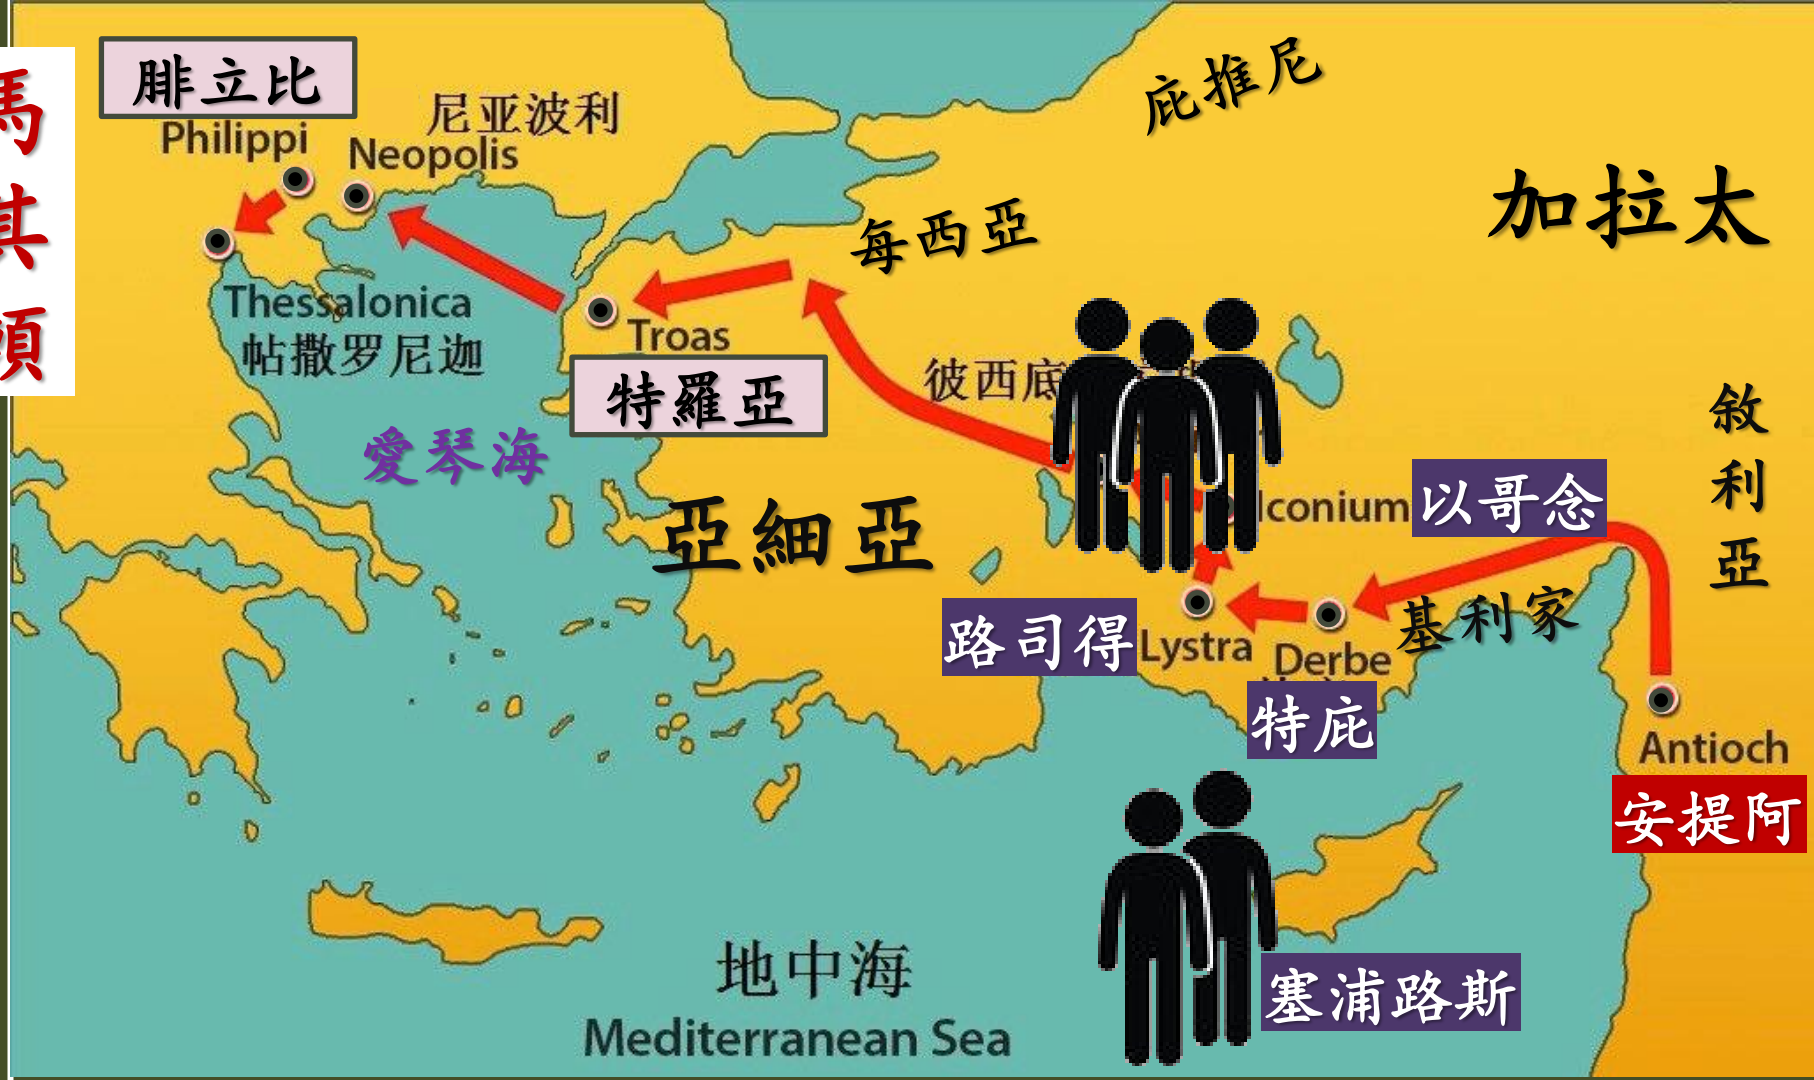 馬其頓
腓立比
Philippi
尼亚波利
Neopolis
庇推尼
加拉太
每西亞
Thessalonica
帖撒罗尼迦
Troas
特羅亞
彼西底
愛琴海
亞細亞
敘利亞
Iconium
以哥念
基利家
路司得
Lystra
Derbe
特庇
Antioch
安提阿
地中海
Mediterranean Sea
塞浦路斯